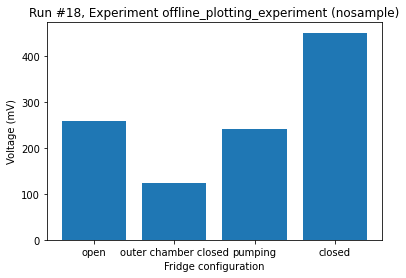 Run #18, Experiment offline_plotting_experiment (nosample)
400
300
200
100
0
Voltage (mV)
open outer chamber closed pumping closed
Fridge configuration